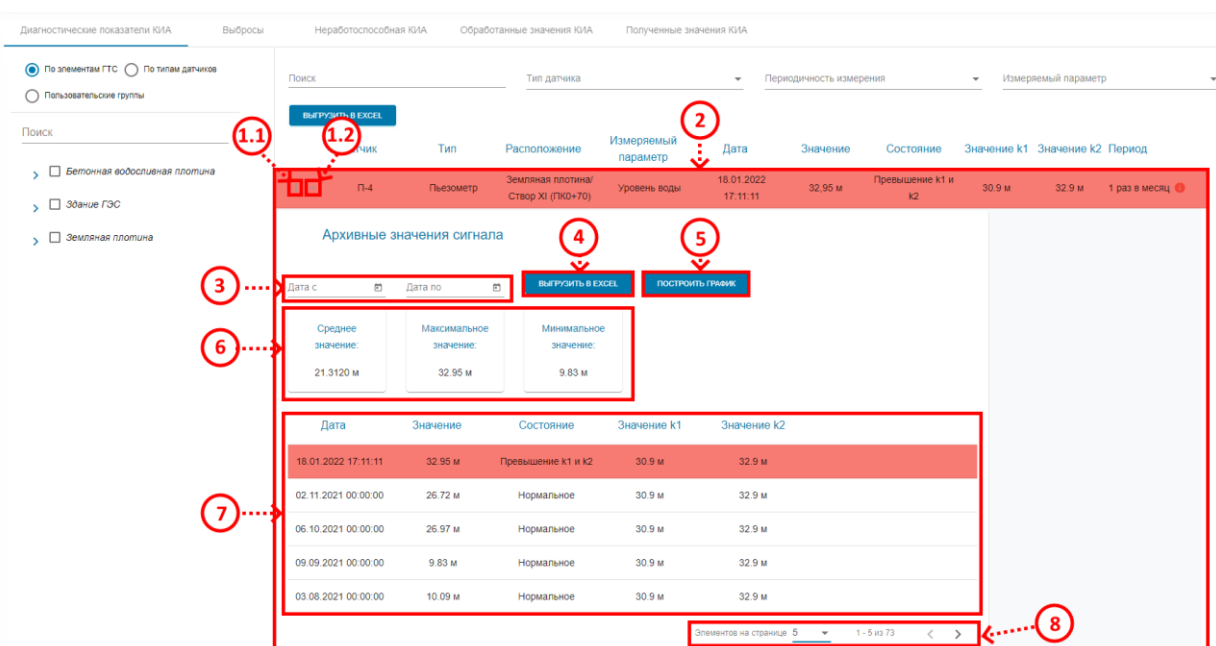 Диагностические показатели КИА Выбросы Неработоспособная КИА Обработанные значения КИА Полученные значения КИА
По элементам ГТС По типам датчиков
Пользовательские группы
Поиск Тип датчика Периодичность измерения Измеряемый параметр
ВЫГРУЗИТЬ В EXCEL
Поиск
1.1 1.2 2
чик Тип Расположение Измеряемый параметр Дата Значение Состояние Значение k1 Значение k2 Период
Бетонная водосливная плотина
Здание ГЭС
Земляная плотина
П-4 Пьезометр Земляная плотина/ Створ XI (ПК0+70) Уровень воды 18.01.2022 17:11:11 32,95 м Превышение k1 и k2 30.9 м 32.9 м 1 раз в месяц
Архивные значения сигнала
4 5
3
Дата с Дата по ВЫГРУЗИТЬ В EXCEL ПОСТРОИТЬ ГРАФИК
6
Среднее значение: Максимальное значение: Минимальное значение:
21.3120 м 32.95 м 9.83 м
Дата Значение Состояние Значение k1 Значение k2
18.01.2022 17:11:11 32.95 м Превышение k1 и k2 30.9 м 32.9 м
02.11.2021 00:00:00 26.72 м Нормальное 30.9 м 32.9 м
7
06.10.2021 00:00:00 26.97 м Нормальное 30.9 м 32.9 м
09.09.2021 00:00:00 9.83 м Нормальное 30.9 м 32.9 м
03.08.2021 00:00:00 10.09 м Нормальное 30.9 м 32.9 м
Элементов на странице 5 1 - 5 из 73
8